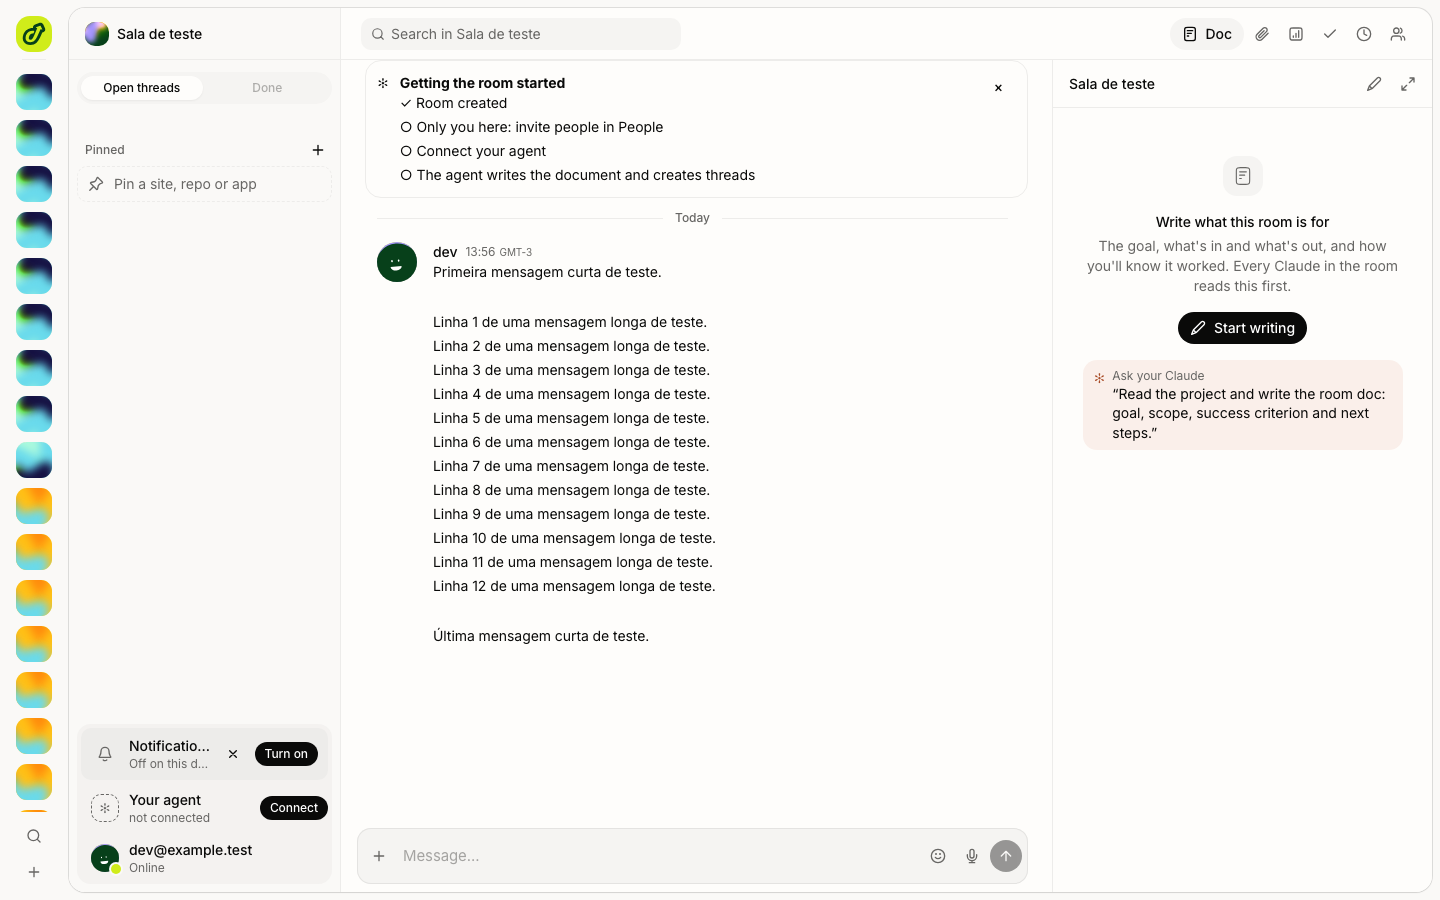 Sala de teste
Search in Sala de teste
Doc
Open threads
Done
Pinned
Pin a site, repo or app
Notificatio...
Off on this d...
Turn on
Your agent
not connected
Connect
dev@example.test
Online
Getting the room started
✓ Room created
Only you here: invite people in People
Connect your agent
The agent writes the document and creates threads
Today
dev 13:56 GMT-3
Primeira mensagem curta de teste.
Linha 1 de uma mensagem longa de teste.
Linha 2 de uma mensagem longa de teste.
Linha 3 de uma mensagem longa de teste.
Linha 4 de uma mensagem longa de teste.
Linha 5 de uma mensagem longa de teste.
Linha 6 de uma mensagem longa de teste.
Linha 7 de uma mensagem longa de teste.
Linha 8 de uma mensagem longa de teste.
Linha 9 de uma mensagem longa de teste.
Linha 10 de uma mensagem longa de teste.
Linha 11 de uma mensagem longa de teste.
Linha 12 de uma mensagem longa de teste.
Última mensagem curta de teste.
Message...
Sala de teste
Write what this room is for
The goal, what's in and what's out, and how
you'll know it worked. Every Claude in the room
reads this first.
Start writing
Ask your Claude
“Read the project and write the room doc:
goal, scope, success criterion and next
steps.”